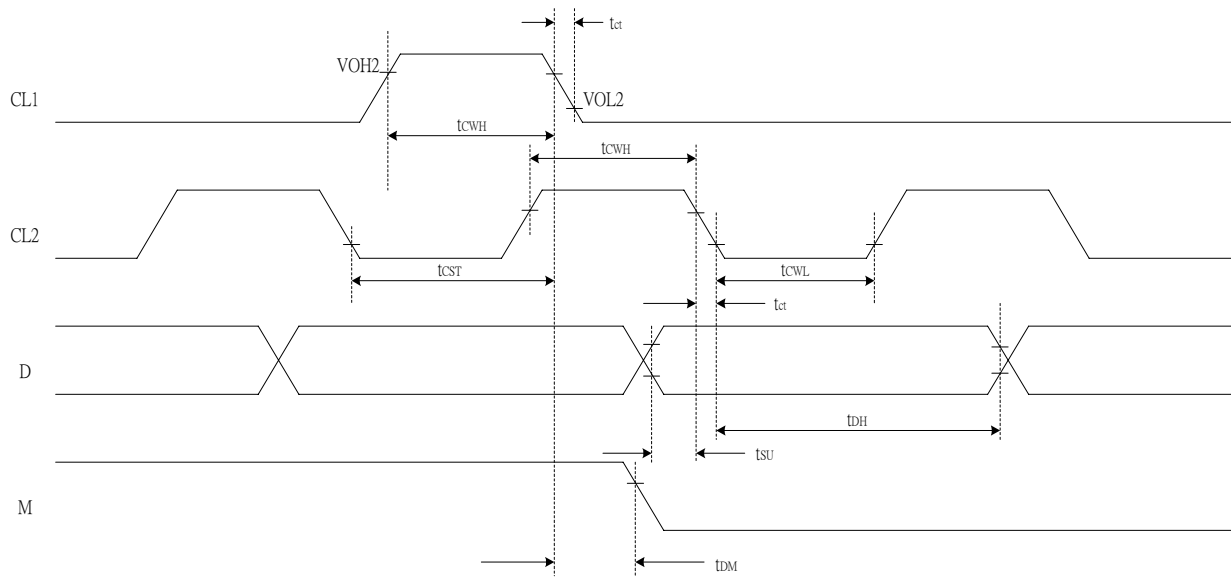 tct
VOH2
CL1
VOL2
tCWH
tCWH
CL2
tCST
tCWL
tct
D
tDH
tSU
M
tDM